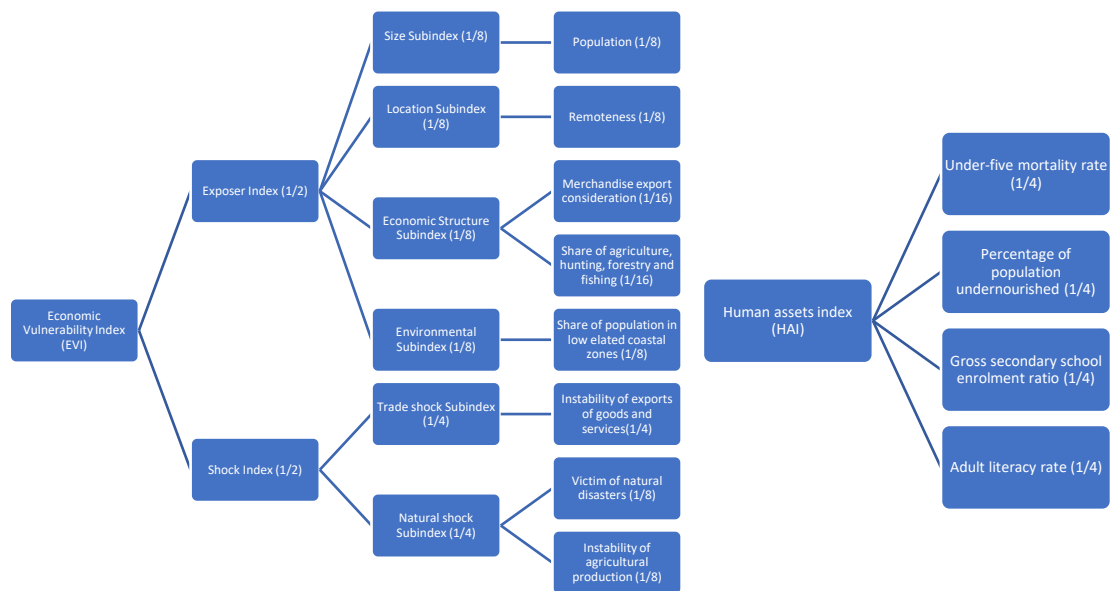 Economic
Vulnerability Index
(EVI)
Exposer Index (1/2)
Shock Index (1/2)
Size Subindex (1/8)
Location Subindex
(1/8)
Economic Structure
Subindex (1/8)
Environmental
Subindex (1/8)
Trade shock Subindex
(1/4)
Natural shock
Subindex (1/4)
Population (1/8)
Remoteness (1/8)
Merchandise export
consideration (1/16)
Share of agriculture,
hunting, forestry and
fishing (1/16)
Share of population in
low elated coastal
zones (1/8)
Instability of exports
of goods and
services(1/4)
Victim of natural
disasters (1/8)
Instability of
agricultural
production (1/8)
Human assets index
(HAI)
Under-five mortality rate
(1/4)
Percentage of
population
undernourished (1/4)
Gross secondary school
enrolment ratio (1/4)
Adult literacy rate (1/4)